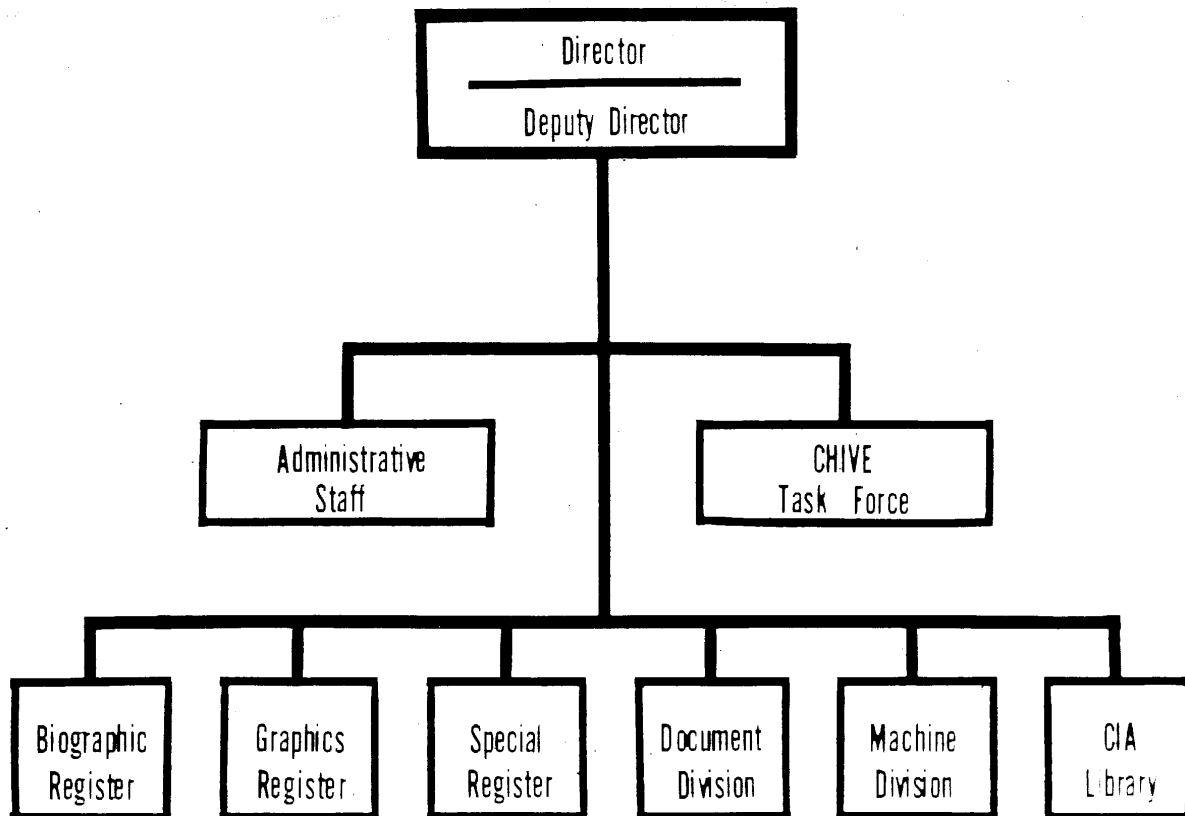 Director
Deputy Director
Administrative
Staff
CHIVE
Task Force
Biographic
Register
Graphics
Register
Special
Register
Document
Division
Machine
Division
CIA
Library